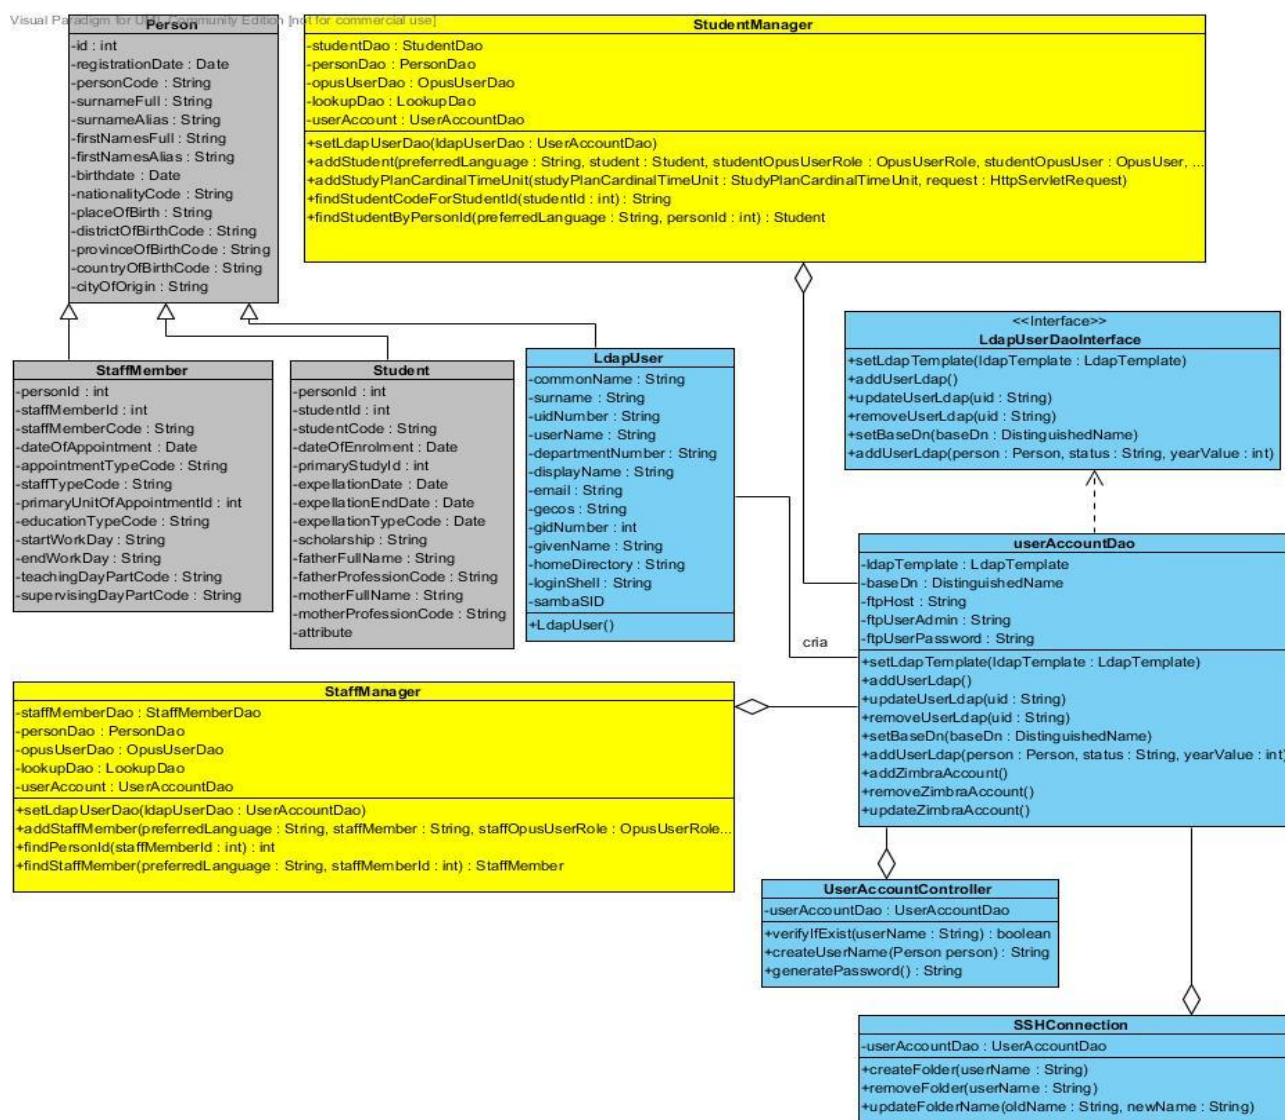 Visual Paradigm for UML Community Edition [not for commercial use]
Person
-id : int
-registrationDate : Date
-personCode : String
-surnameFull : String
-surnameAlias : String
-firstNamesFull : String
-firstNamesAlias : String
-birthdate : Date
-nationalityCode : String
-placeOfBirth : String
-districtOfBirthCode : String
-provinceOfBirthCode : String
-countryOfBirthCode : String
-cityOfOrigin : String
StudentManager
-studentDao : StudentDao
-personDao : PersonDao
-opusUserDao : OpusUserDao
-lookupDao : LookupDao
-userAccount : UserAccountDao
+setLdapUserDao(ldapUserDao : UserAccountDao)
+addStudent(preferredLanguage : String, student : Student, studentOpusUserRole : OpusUserRole, studentOpusUser : OpusUser, ...
+addStudyPlanCardinalTimeUnit(studyPlanCardinalTimeUnit : StudyPlanCardinalTimeUnit, request : HttpServletRequest)
+findStudentCodeForStudentId(studentId : int) : String
+findStudentByPersonId(preferredLanguage : String, personId : int) : Student
StaffMember
-personId : int
-staffMemberId : int
-staffMemberCode : String
-dateOfAppointment : Date
-appointmentTypeCode : String
-staffTypeCode : String
-primaryUnitOfAppointmentId : int
-educationTypeCode : String
-startWorkDay : String
-endWorkDay : String
-teachingDayPartCode : String
-supervisingDayPartCode : String
Student
-personId : int
-studentId : int
-studentCode : String
-dateOfEnrolment : Date
-primaryStudyId : int
-expellationDate : Date
-expellationEndDate : Date
-expellationTypeCode : Date
-scholarship : String
-fatherFullName : String
-fatherProfessionCode : String
-motherFullName : String
-motherProfessionCode : String
-attribute
LdapUser
-commonName : String
-surname : String
-uidNumber : String
-userName : String
-departmentNumber : String
-displayName : String
-email : String
-gecos : String
-gidNumber : int
-givenName : String
-homeDirectory : String
-loginShell : String
-sambaSID
+LdapUser()
<<Interface>>
LdapUserDaoInterface
+setLdapTemplate(ldapTemplate : LdapTemplate)
+addUserLdap()
+updateUserLdap(uid : String)
+removeUserLdap(uid : String)
+setBaseDn(baseDn : DistinguishedName)
+addUserLdap(person : Person, status : String, yearValue : int)
cria
userAccountDao
-ldapTemplate : LdapTemplate
-baseDn : DistinguishedName
-ftpHost : String
-ftpUserAdmin : String
-ftpUserPassword : String
+setLdapTemplate(ldapTemplate : LdapTemplate)
+addUserLdap()
+updateUserLdap(uid : String)
+removeUserLdap(uid : String)
+setBaseDn(baseDn : DistinguishedName)
+addUserLdap(person : Person, status : String, yearValue : int)
+addZimbraAccount()
+removeZimbraAccount()
+updateZimbraAccount()
StaffManager
-staffMemberDao : StaffMemberDao
-personDao : PersonDao
-opusUserDao : OpusUserDao
-lookupDao : LookupDao
-userAccount : UserAccountDao
+setLdapUserDao(ldapUserDao : UserAccountDao)
+addStaffMember(preferredLanguage : String, staffMember : String, staffOpusUserRole : OpusUserRole...
+findPersonId(staffMemberId : int) : int
+findStaffMember(preferredLanguage : String, staffMemberId : int) : StaffMember
UserAccountController
-userAccountDao : UserAccountDao
+verifyIfExist(userName : String) : boolean
+createUserName(Person person) : String
+generatePassword() : String
SSHConnection
-userAccountDao : UserAccountDao
+createFolder(userName : String)
+removeFolder(userName : String)
+updateFolderName(oldName : String, newName : String)